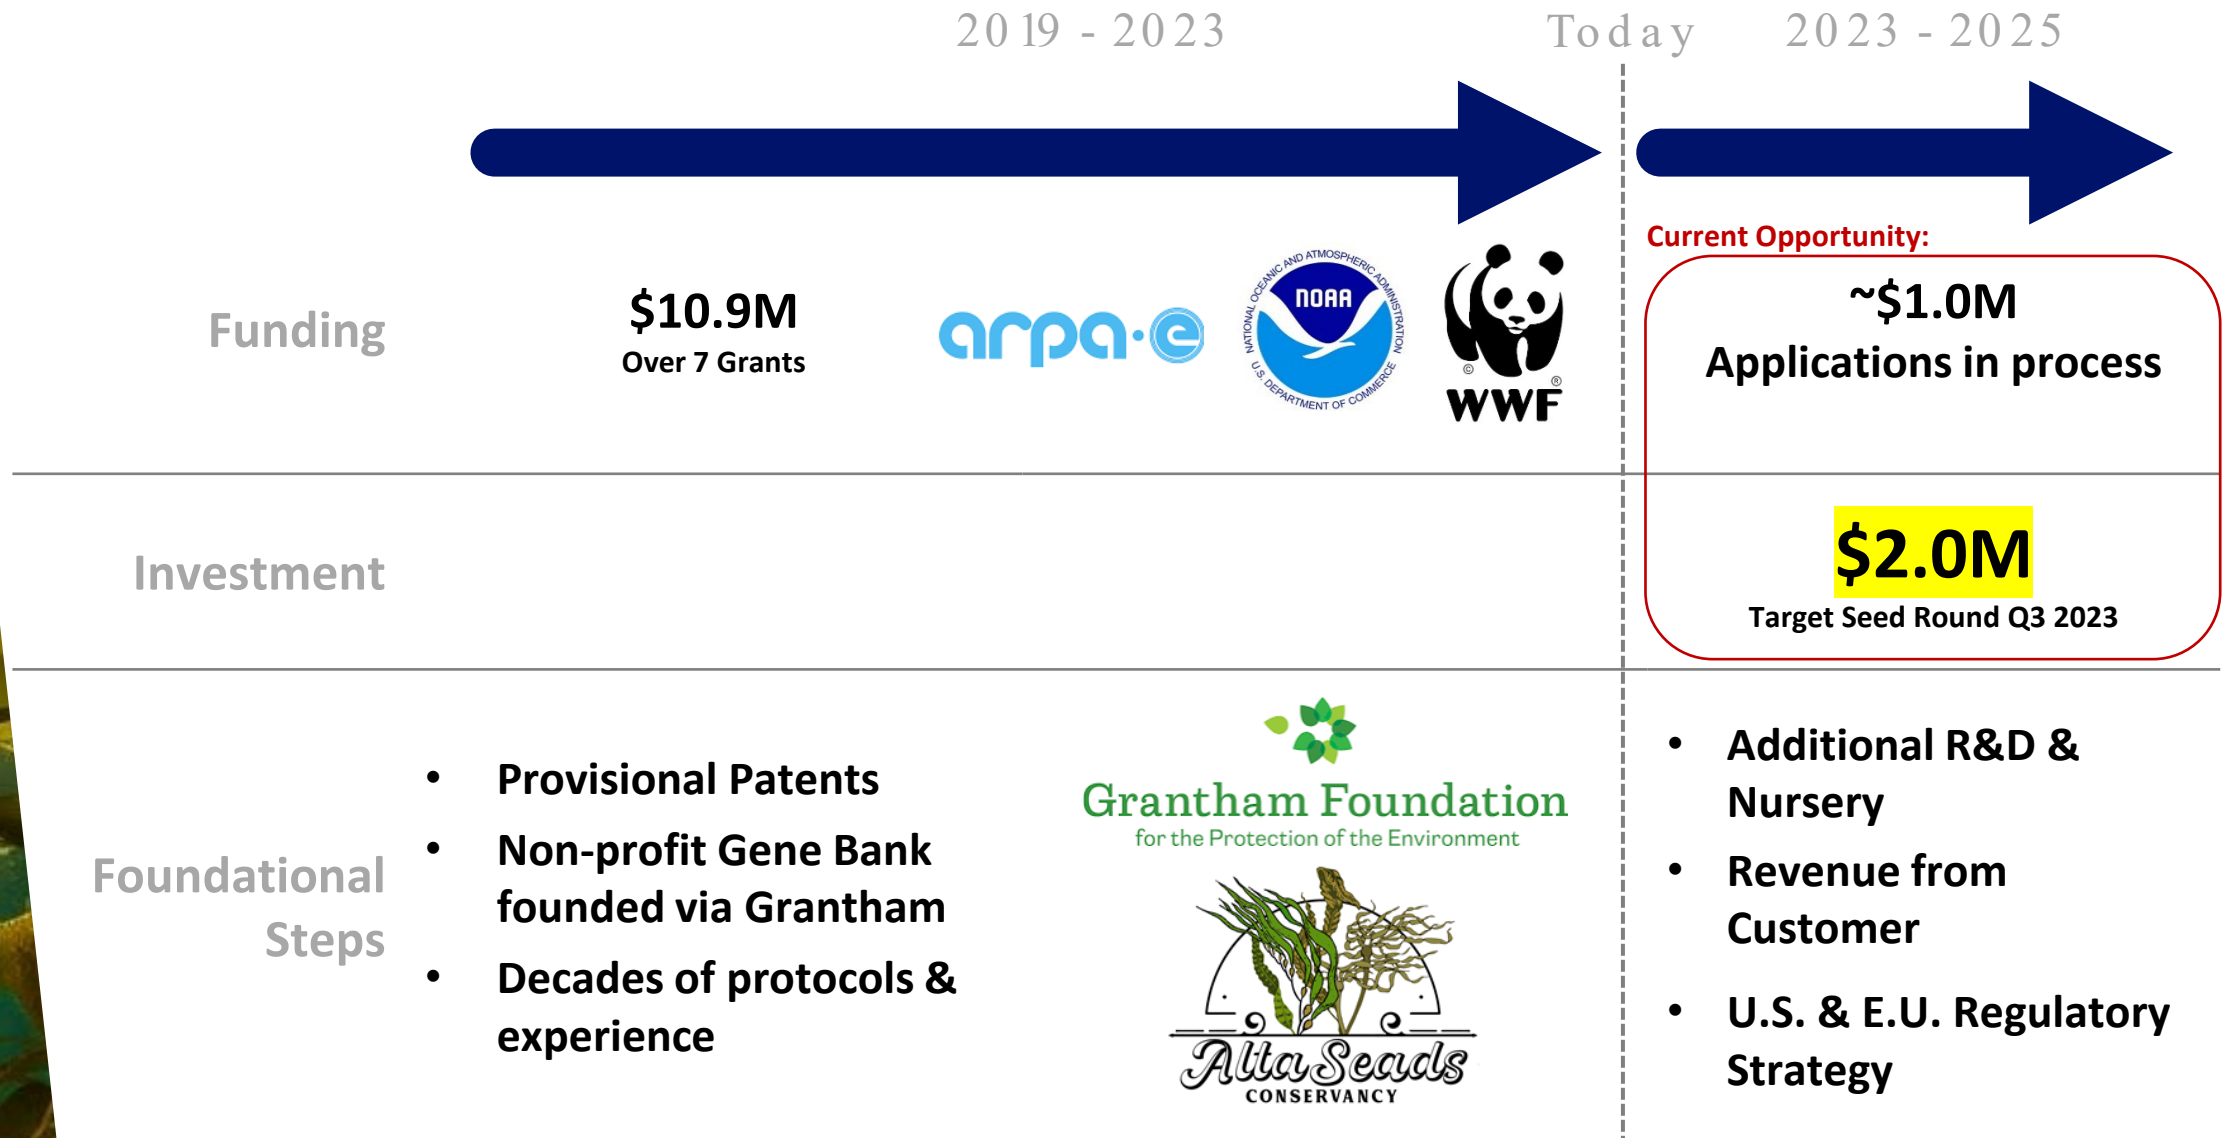 2019 - 2023
Today
2023 - 2025
Current Opportunity:
Funding
$10.9M
Over 7 Grants
arpa·e
NATIONAL OCEANIC AND ATMOSPHERIC ADMINISTRATION
NOAA
U.S. DEPARTMENT OF COMMERCE
©
®
WWF
~$1.0M
Applications in process
Investment
$2.0M
Target Seed Round Q3 2023
Foundational
Steps
• Provisional Patents
• Non-profit Gene Bank
founded via Grantham
• Decades of protocols &
experience
Grantham Foundation
for the Protection of the Environment
AltaSeads
CONSERVANCY
• Additional R&D &
Nursery
• Revenue from
Customer
• U.S. & E.U. Regulatory
Strategy